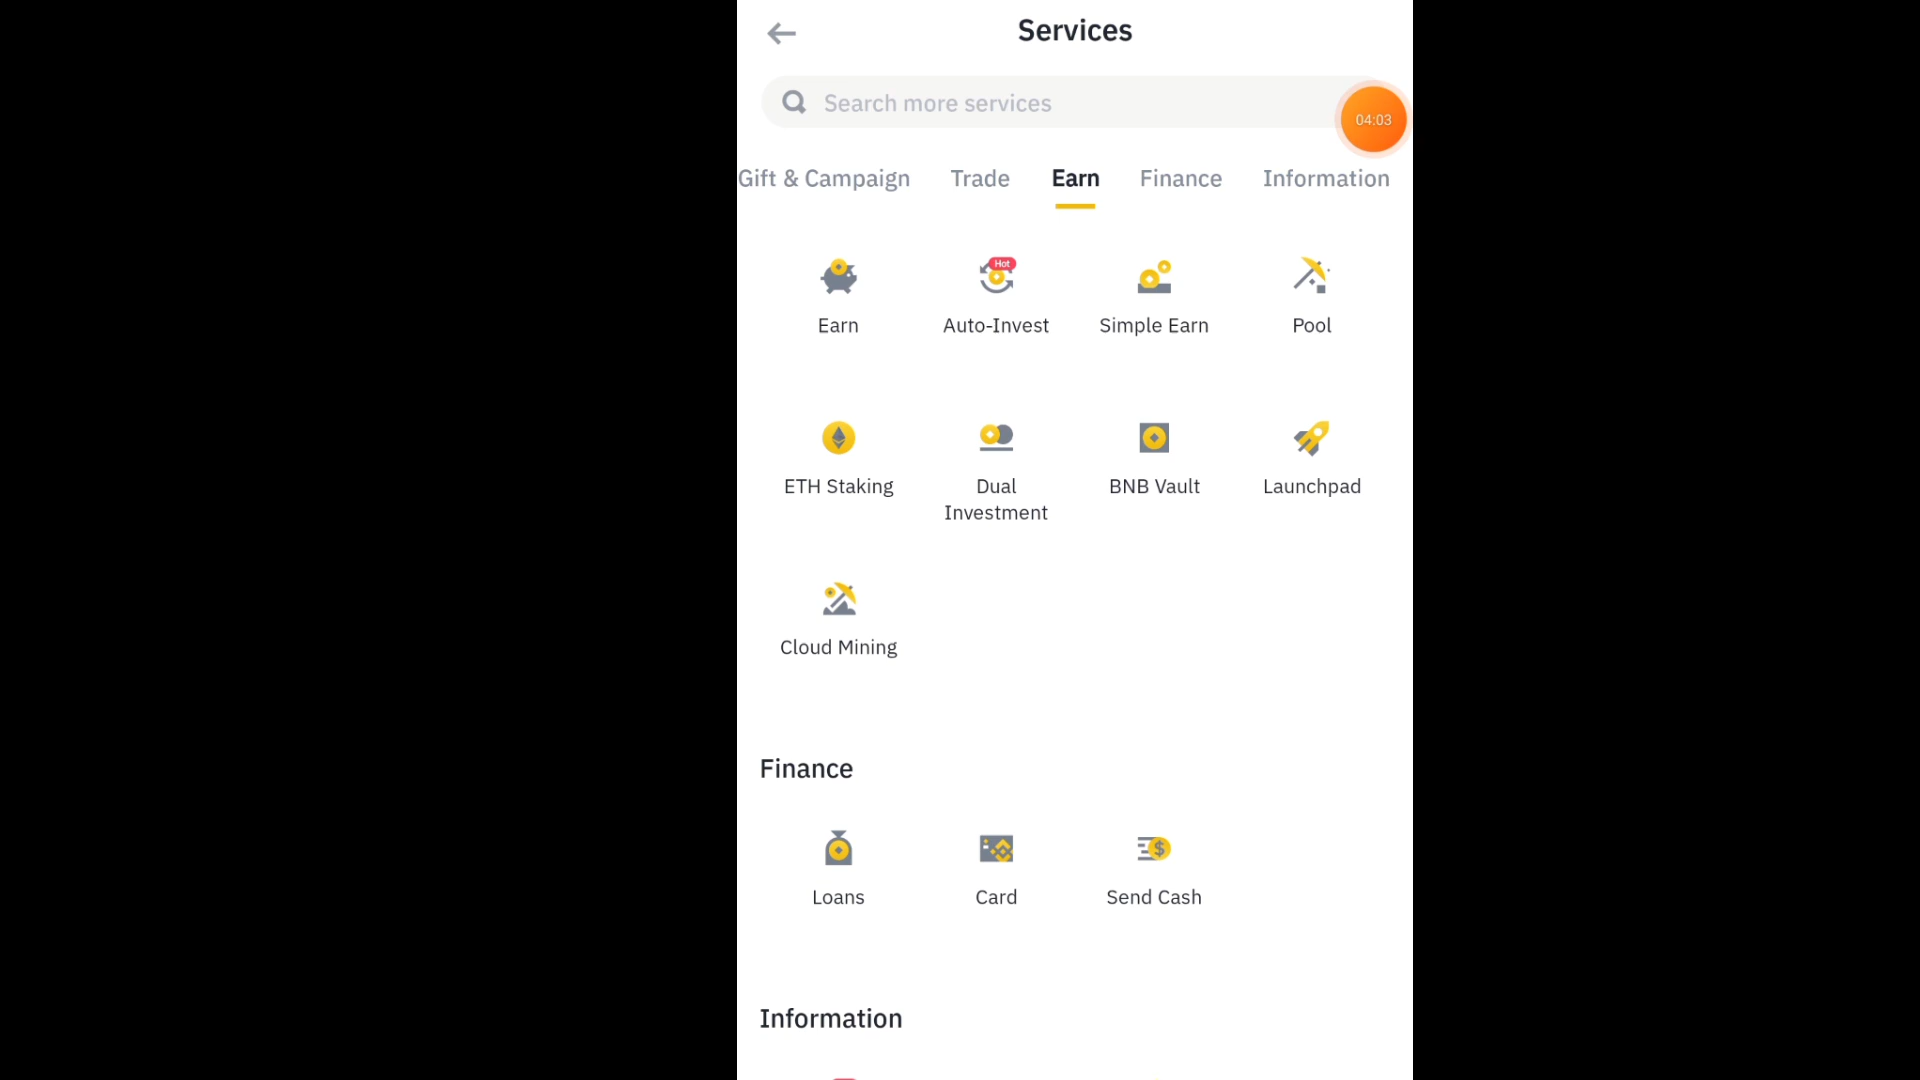 Services
Search more services
04:03
Gift & Campaign Trade Earn Finance Information
Hot
Earn Auto-Invest Simple Earn Pool
ETH Staking Dual Investment BNB Vault Launchpad
Cloud Mining
Finance
$
Loans Card Send Cash
Information